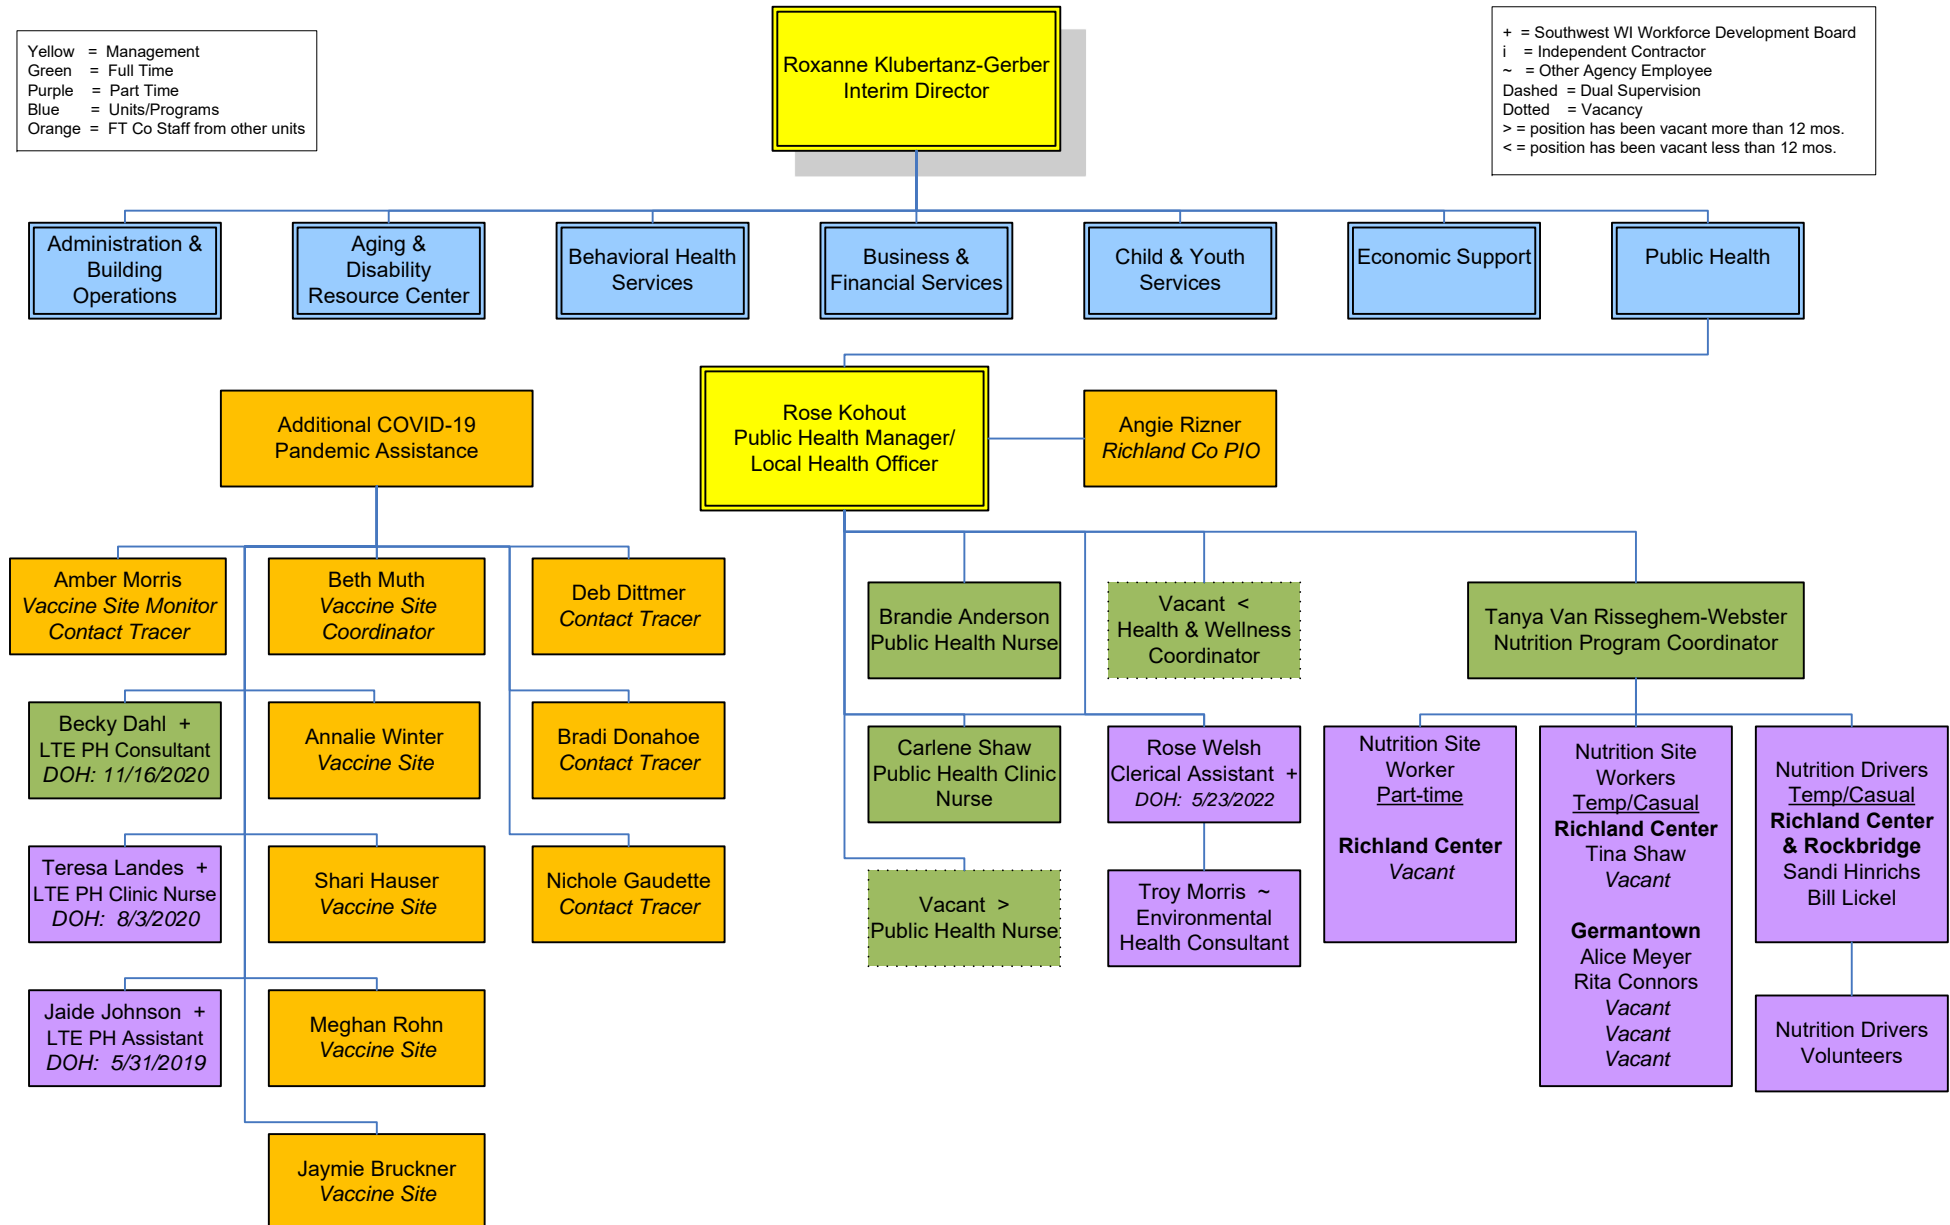 Yellow = Management
Green = Full Time
Purple = Part Time
Blue = Units/Programs
Orange = FT Co Staff from other units
Roxanne Klubertanz-Gerber
Interim Director
+ = Southwest WI Workforce Development Board
i = Independent Contractor
~ = Other Agency Employee
Dashed = Dual Supervision
Dotted = Vacancy
> = position has been vacant more than 12 mos.
< = position has been vacant less than 12 mos.
Administration &
Building
Operations
Aging &
Disability
Resource Center
Behavioral Health
Services
Business &
Financial Services
Child & Youth
Services
Economic Support
Public Health
Additional COVID-19
Pandemic Assistance
Rose Kohout
Public Health Manager/
Local Health Officer
Angie Rizner
Richland Co PIO
Amber Morris
Vaccine Site Monitor
Contact Tracer
Beth Muth
Vaccine Site
Coordinator
Deb Dittmer
Contact Tracer
Brandie Anderson
Public Health Nurse
Vacant <
Health & Wellness
Coordinator
Tanya Van Risseghem-Webster
Nutrition Program Coordinator
Becky Dahl +
LTE PH Consultant
DOH: 11/16/2020
Annalie Winter
Vaccine Site
Bradi Donahoe
Contact Tracer
Carlene Shaw
Public Health Clinic
Nurse
Rose Welsh
Clerical Assistant +
DOH: 5/23/2022
Nutrition Site
Worker
Part-time
Richland Center
Vacant
Nutrition Site
Workers
Temp/Casual
Richland Center
Tina Shaw
Vacant
Germantown
Alice Meyer
Rita Connors
Vacant
Vacant
Vacant
Nutrition Drivers
Temp/Casual
Richland Center
& Rockbridge
Sandi Hinrichs
Bill Lickel
Teresa Landes +
LTE PH Clinic Nurse
DOH: 8/3/2020
Shari Hauser
Vaccine Site
Nichole Gaudette
Contact Tracer
Vacant >
Public Health Nurse
Troy Morris ~
Environmental
Health Consultant
Jaide Johnson +
LTE PH Assistant
DOH: 5/31/2019
Meghan Rohn
Vaccine Site
Nutrition Drivers
Volunteers
Jaymie Bruckner
Vaccine Site